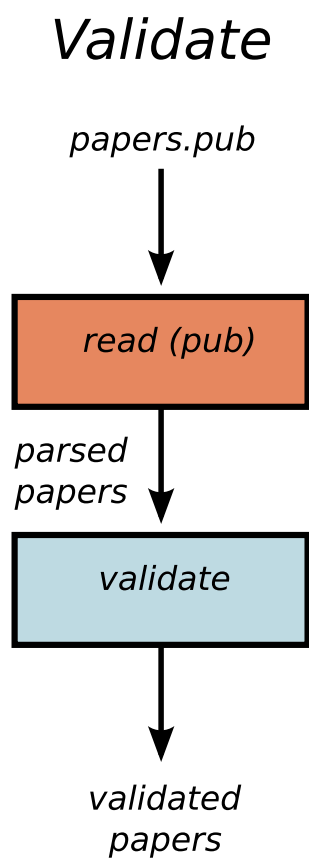 Validate
papers.pub
read (pub)
parsed
papers
validate
validated
papers